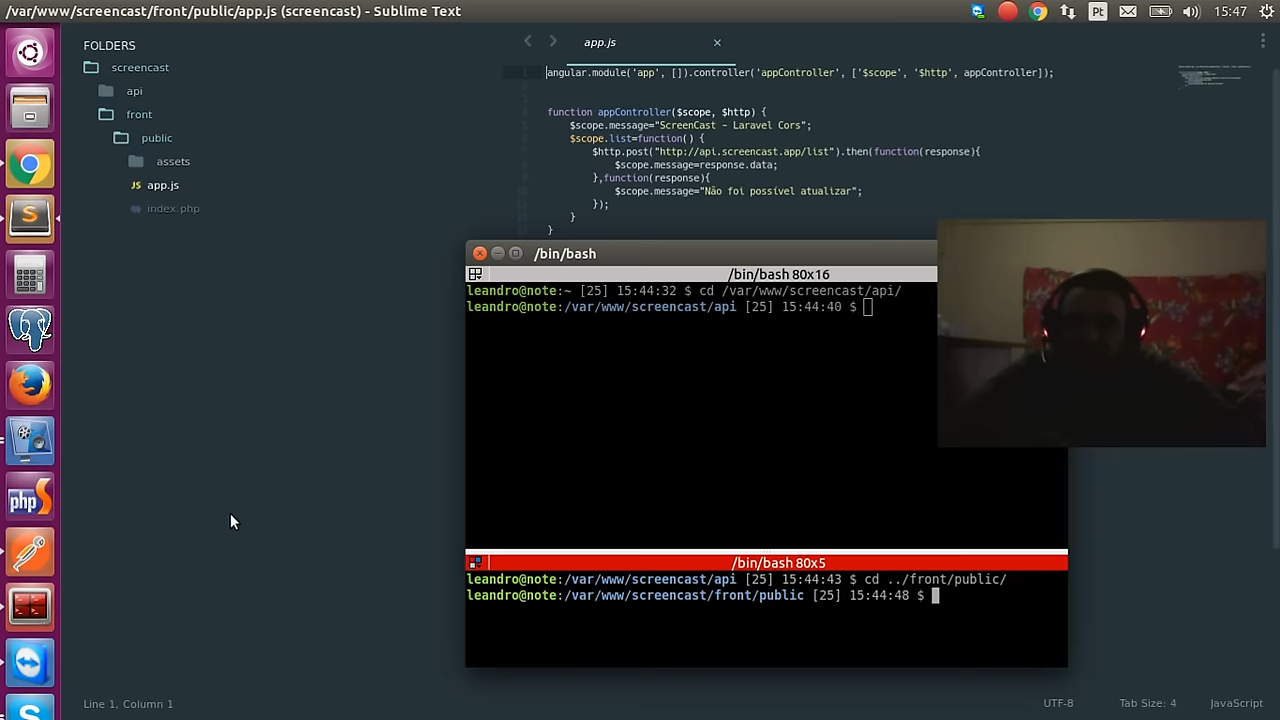 /var/www/screencast/front/public/app.js (screencast) - Sublime Text
Pt
15:47
FOLDERS
screencast
api
front
public
assets
JS app.js
index.php
app.js
1 angular.module('app', []).controller('appController', ['$scope', '$http', appController]);
function appController($scope, $http) {
$scope.message="ScreenCast - Laravel Cors";
$scope.list=function() {
$http.post("http://api.screencast.app/list").then(function(response){
$scope.message=response.data;
},function(response){
$scope.message="Não foi possível atualizar";
});
}
}
/bin/bash
/bin/bash 80x16
leandro@note:~ [25] 15:44:32 $ cd /var/www/screencast/api/
leandro@note:/var/www/screencast/api [25] 15:44:40 $
/bin/bash 80x5
leandro@note:/var/www/screencast/api [25] 15:44:43 $ cd ../front/public/
leandro@note:/var/www/screencast/front/public [25] 15:44:48 $
php S
Line 1, Column 1
UTF-8
Tab Size: 4
JavaScript